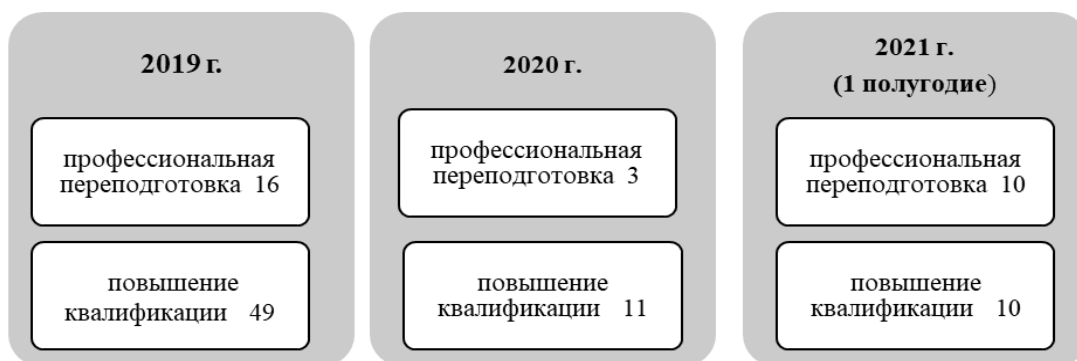 2019 г.
профессиональная
переподготовка 16
повышение
квалификации 49
2020 г.
профессиональная
переподготовка 3
повышение
квалификации 11
2021 г.
(1 полугодие)
профессиональная
переподготовка 10
повышение
квалификации 10